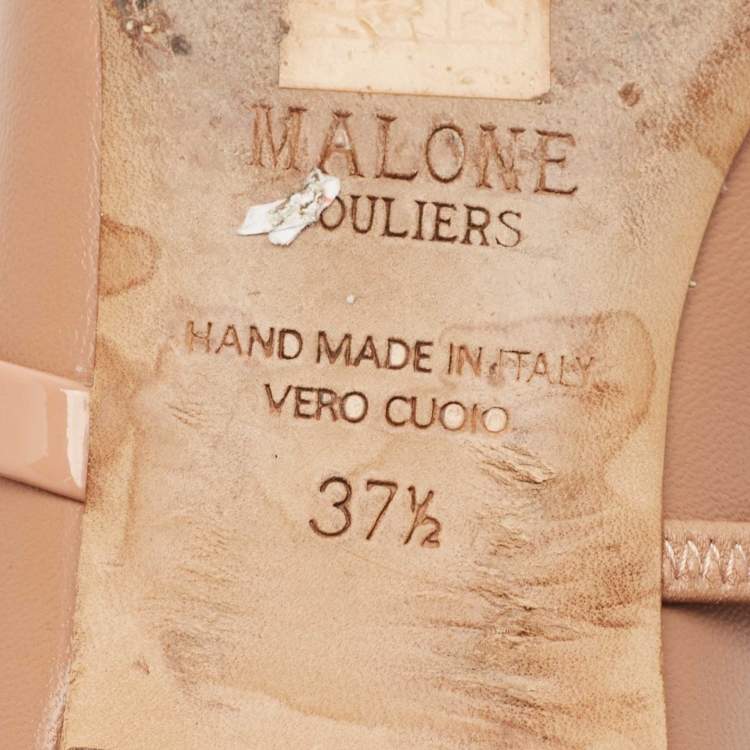 MALONE
OULIERS
HAND MADE IN ITALY
VERO CUOIO
37½